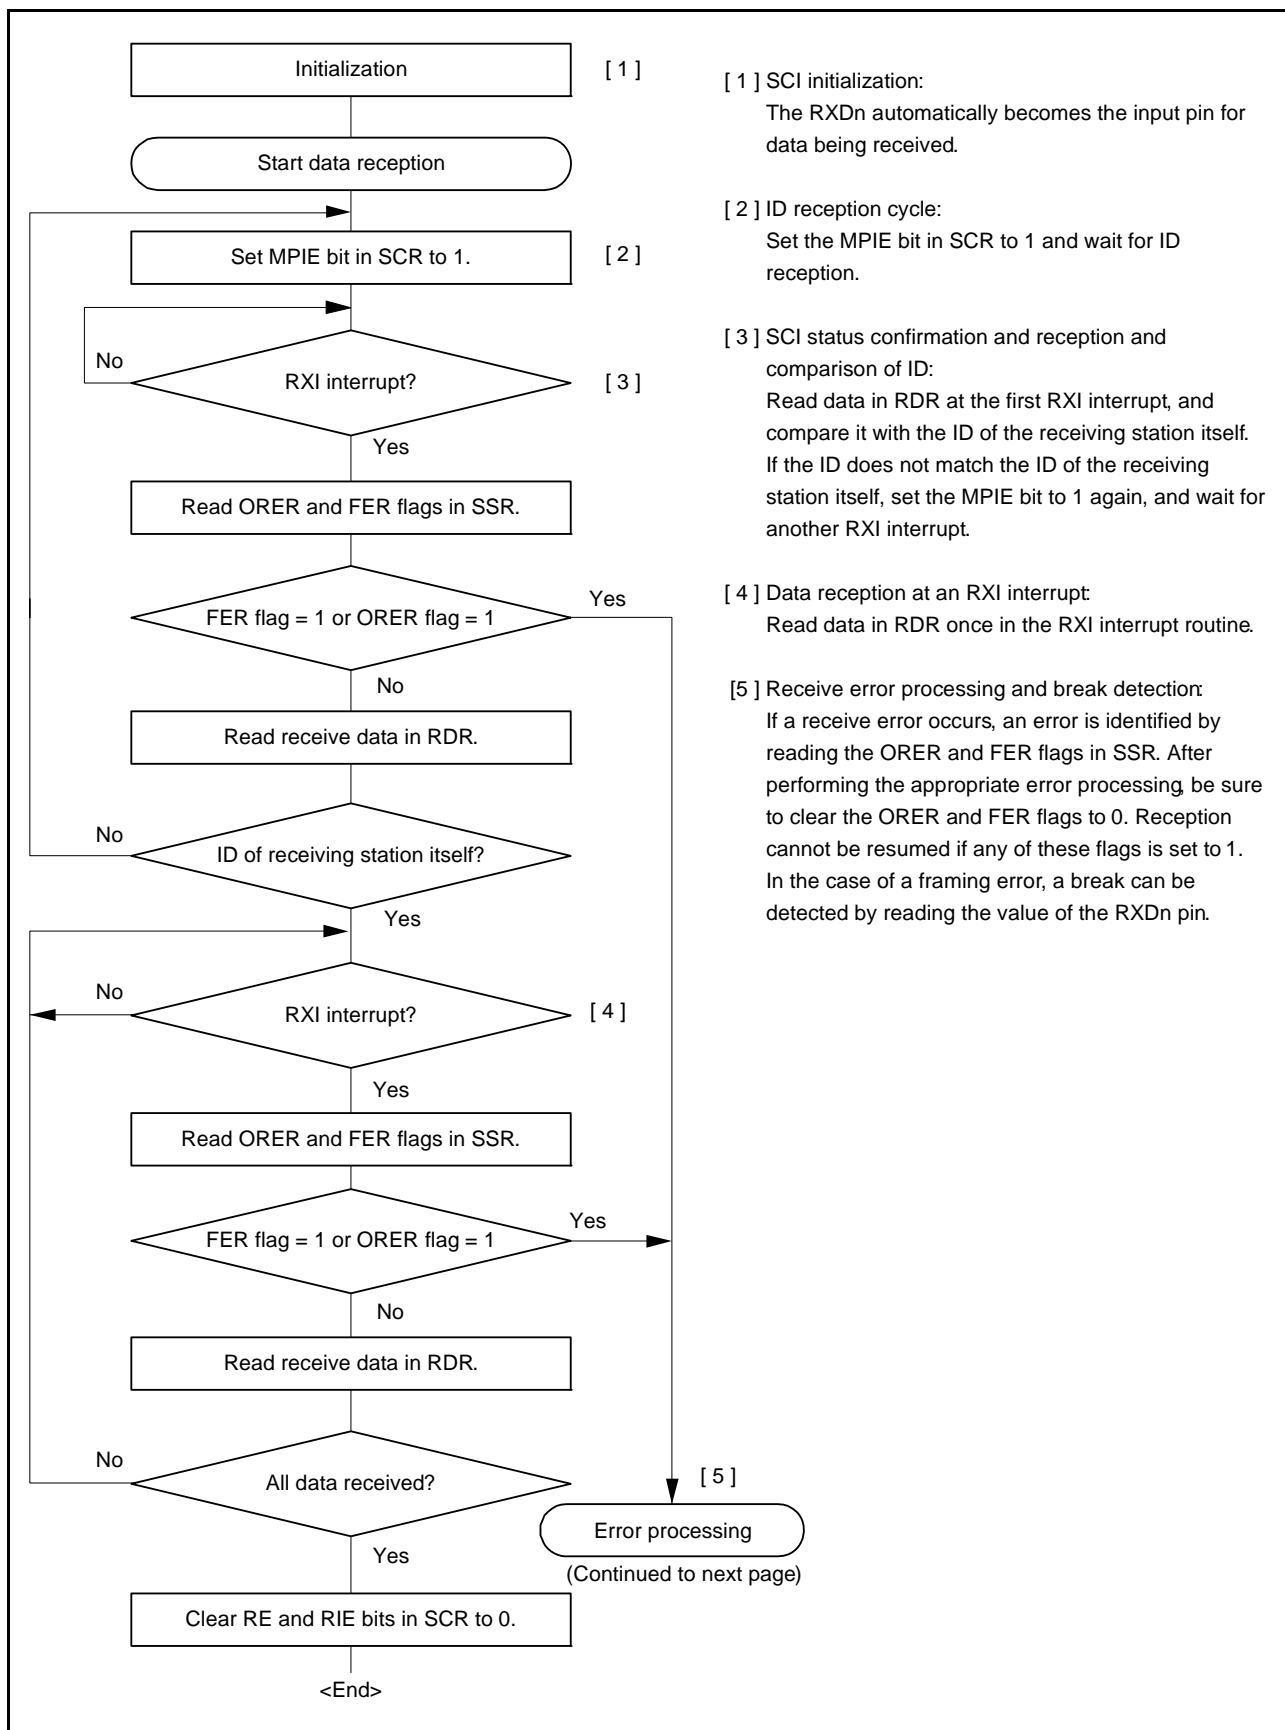 Initialization
[ 1 ]
Start data reception
Set MPIE bit in SCR to 1.
[ 2 ]
No
RXI interrupt?
[ 3 ]
Yes
Read ORER and FER flags in SSR.
FER flag = 1 or ORER flag = 1
Yes
No
Read receive data in RDR.
No
ID of receiving station itself?
Yes
No
RXI interrupt?
[ 4 ]
Yes
Read ORER and FER flags in SSR.
FER flag = 1 or ORER flag = 1
Yes
No
Read receive data in RDR.
No
All data received?
[ 5 ]
Error processing
(Continued to next page)
Yes
Clear RE and RIE bits in SCR to 0.
<End>
[ 1 ] SCI initialization:
The RXDn automatically becomes the input pin for
data being received.
[ 2 ] ID reception cycle:
Set the MPIE bit in SCR to 1 and wait for ID
reception.
[ 3 ] SCI status confirmation and reception and
comparison of ID:
Read data in RDR at the first RXI interrupt, and
compare it with the ID of the receiving station itself.
If the ID does not match the ID of the receiving
station itself, set the MPIE bit to 1 again, and wait for
another RXI interrupt.
[ 4 ] Data reception at an RXI interrupt:
Read data in RDR once in the RXI interrupt routine.
[5 ] Receive error processing and break detection:
If a receive error occurs, an error is identified by
reading the ORER and FER flags in SSR. After
performing the appropriate error processing, be sure
to clear the ORER and FER flags to 0. Reception
cannot be resumed if any of these flags is set to 1.
In the case of a framing error, a break can be
detected by reading the value of the RXDn pin.